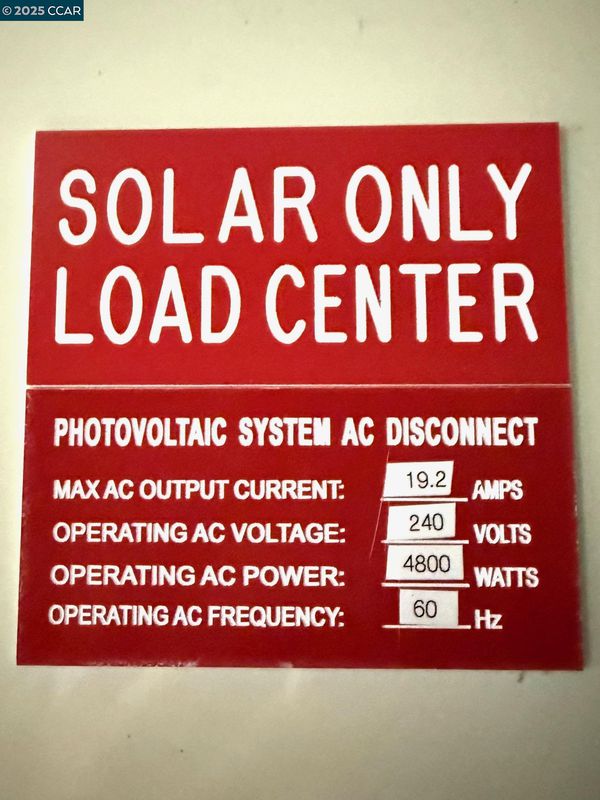 © 2025 CCAR
SOLAR ONLY
LOAD CENTER
PHOTOVOLTAIC SYSTEM AC DISCONNECT
MAX AC OUTPUT CURRENT: 19.2 AMPS
OPERATING AC VOLTAGE: 240 VOLTS
OPERATING AC POWER: 4800 WATTS
OPERATING AC FREQUENCY: 60 Hz